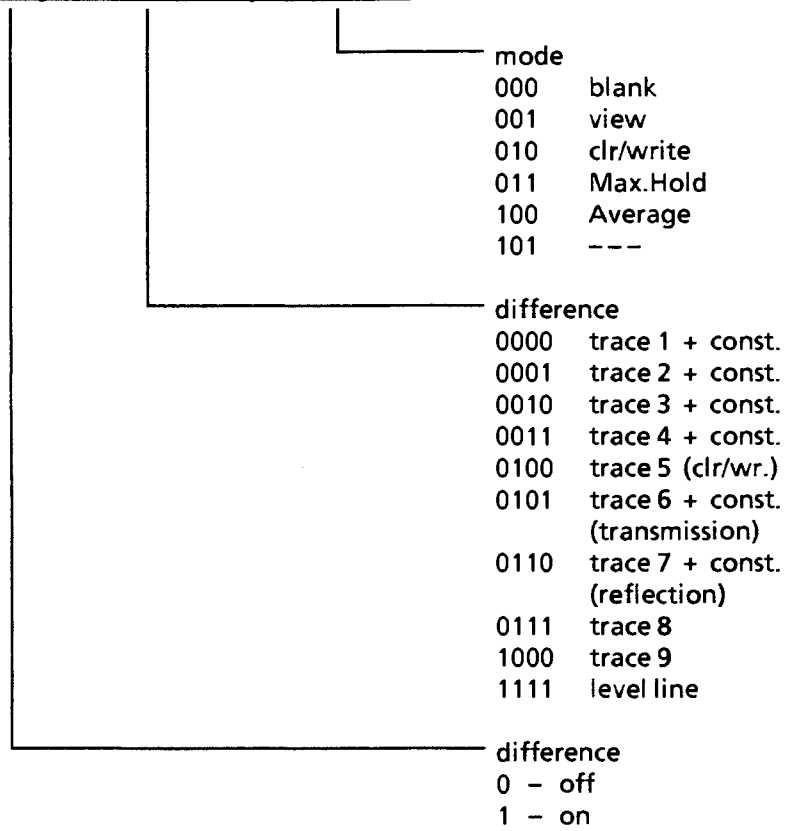 mode
000 blank
001 view
010 clr/write
011 Max.Hold
100 Average
101 ---
difference
0000 trace 1 + const.
0001 trace 2 + const.
0010 trace 3 + const.
0011 trace 4 + const.
0100 trace 5 (clr/wr.)
0101 trace 6 + const.
(transmission)
0110 trace 7 + const.
(reflection)
0111 trace 8
1000 trace 9
1111 level line
difference
0 – off
1 – on